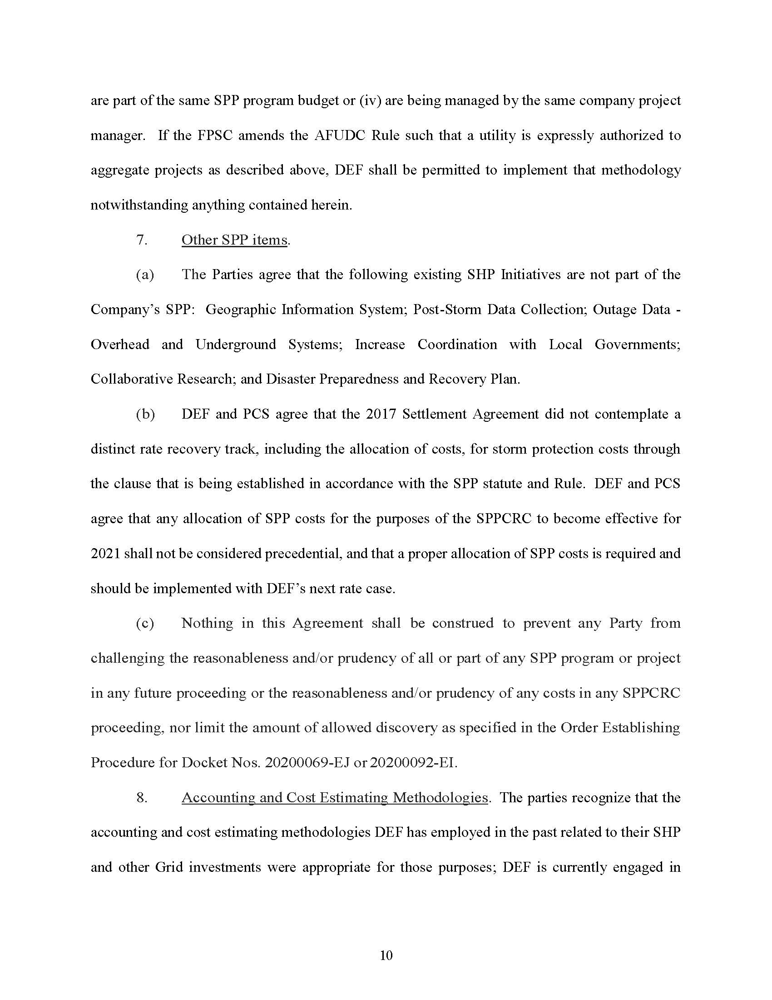 are part of the same SPP program budget or (iv) are being managed by the same company project
manager. If the FPSC amends the AFUDC Rule such that a utility is expressly authorized to
aggregate projects as described above, DEF shall be permitted to implement that methodology
notwithstanding anything contained herein.
7. Other SPP items.
(a) The Parties agree that the following existing SHP Initiatives are not part of the
Company’s SPP: Geographic Information System; Post-Storm Data Collection; Outage Data -
Overhead and Underground Systems; Increase Coordination with Local Governments;
Collaborative Research; and Disaster Preparedness and Recovery Plan.
(b) DEF and PCS agree that the 2017 Settlement Agreement did not contemplate a
distinct rate recovery track, including the allocation of costs, for storm protection costs through
the clause that is being established in accordance with the SPP statute and Rule. DEF and PCS
agree that any allocation of SPP costs for the purposes of the SPPCRC to become effective for
2021 shall not be considered precedential, and that a proper allocation of SPP costs is required and
should be implemented with DEF’s next rate case.
(c) Nothing in this Agreement shall be construed to prevent any Party from
challenging the reasonableness and/or prudency of all or part of any SPP program or project
in any future proceeding or the reasonableness and/or prudency of any costs in any SPPCRC
proceeding, nor limit the amount of allowed discovery as specified in the Order Establishing
Procedure for Docket Nos. 20200069-EJ or 20200092-EI.
8. Accounting and Cost Estimating Methodologies. The parties recognize that the
accounting and cost estimating methodologies DEF has employed in the past related to their SHP
and other Grid investments were appropriate for those purposes; DEF is currently engaged in
10